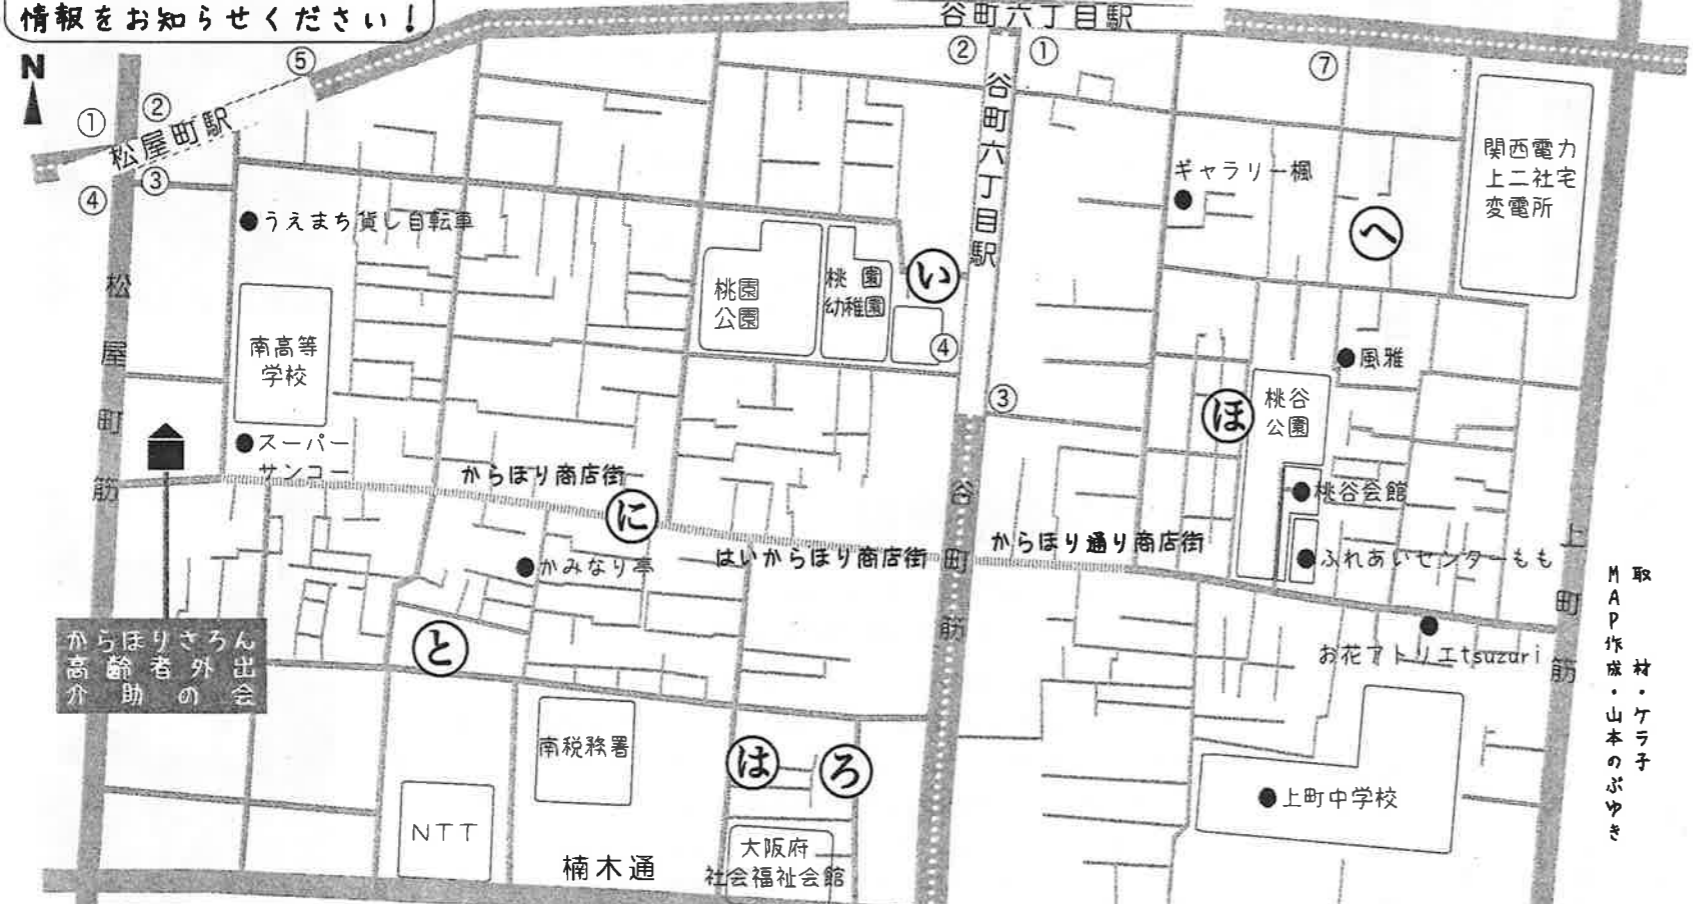 情報をお知らせください!
谷町六丁目駅
N
⑤
②
①
⑦
①
②
松屋町駅
③
④
谷町六丁目駅
関西電力
上二社宅
変電所
ギャラリー楓
うえまち貸し自転車
へ
い
桃園
公園
桃園
幼稚園
④
松屋町筋
南高等
学校
風雅
③
ほ
桃谷
公園
スーパー
サンコー
からほり商店街
に
桃谷会館
谷町筋
はいからほり商店街
からほり通り商店街
かみなり亭
ふれあいセンターもも
上町筋
お花アトリエtsuzuri
からほりさろん
高齢者外出
介助の会
と
南税務署
は
ろ
上町中学校
NTT
楠木通
大阪府
社会福祉会館
取材・ケラ子
MAP作成・山本のぶゆき